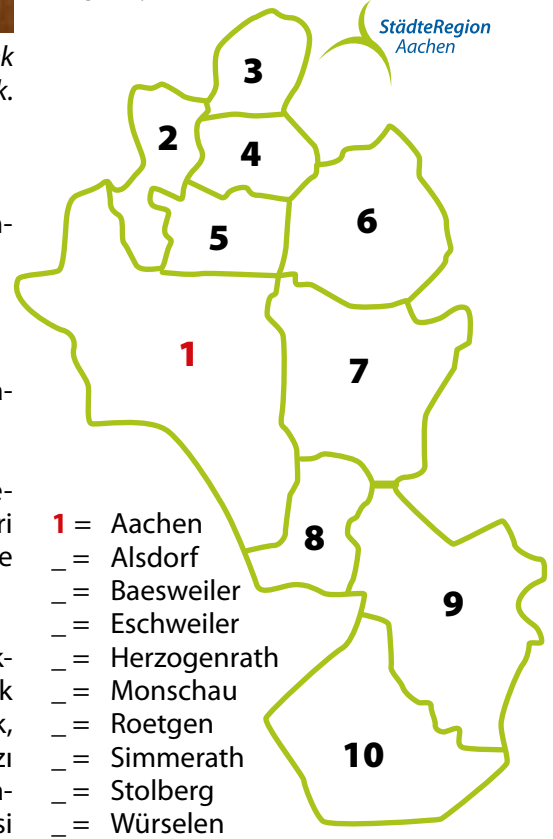 k
k.
StädteRegion
Aachen
3
2
4
5
6
1
7
8
9
10
1 = Aachen
_ = Alsdorf
_ = Baesweiler
_ = Eschweiler
_ = Herzogenrath
_ = Monschau
_ = Roetgen
_ = Simmerath
_ = Stolberg
_ = Würselen